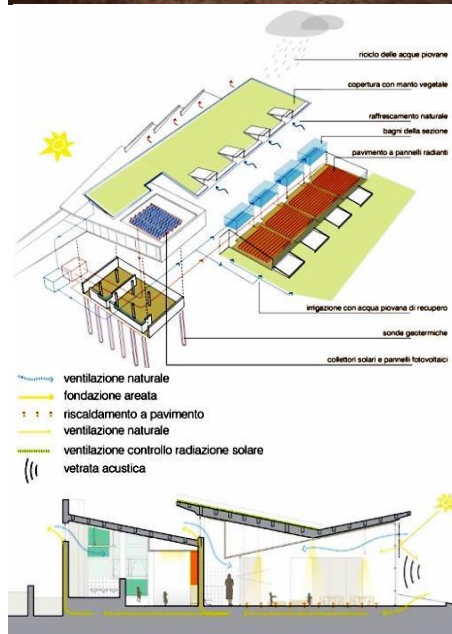 riciclo delle acque piovane
copertura con manto vegetale
raffrescamento naturale
bagni della sezione
pavimento a pannelli radianti
irrigazione con acqua piovana di recupero
sonde geotermiche
collettori solari e pannelli fotovoltaici
ventilazione naturale
fondazione areata
riscaldamento a pavimento
ventilazione naturale
ventilazione controllo radiazione solare
vetrata acustica